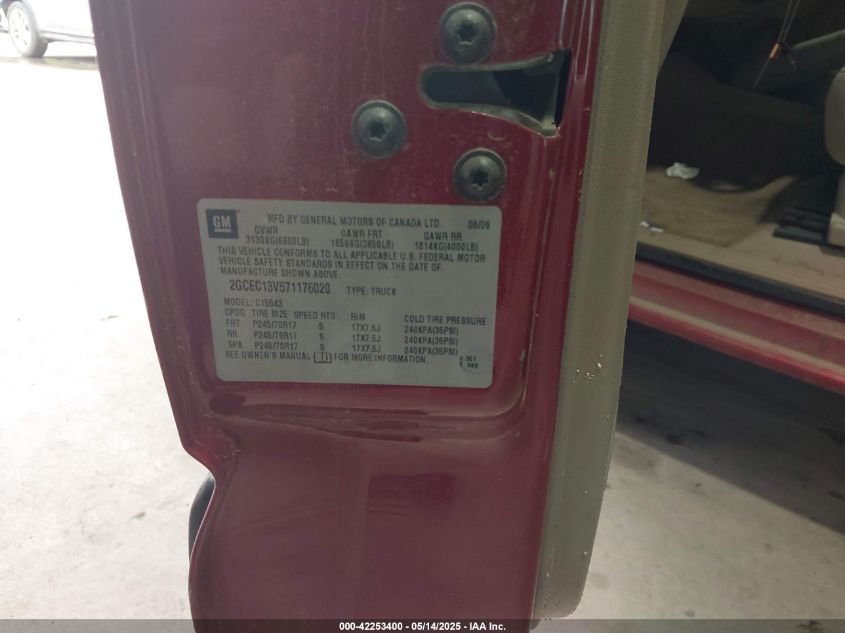 GM
MFD BY GENERAL MOTORS OF CANADA LTD. 08/06
GVWR GAWR FRT GAWR RR
3130KG(6900LB) 1656KG(3650LB) 1814KG(4000LB)
THIS VEHICLE CONFORMS TO ALL APPLICABLE U.S. FEDERAL MOTOR
VEHICLE SAFETY STANDARDS IN EFFECT ON THE DATE OF
MANUFACTURE SHOWN ABOVE.
2GCEC13V571176020 TYPE: TRUCK
MODEL: C15543
CPDG TIRE SIZE SPEED RTG RIM COLD TIRE PRESSURE
FRT P245/70R17 S 17X7.5J 240KPA(35PSI)
RR P245/70R17 S 17X7.5J 240KPA(35PSI)
SPA P245/70R17 S 17X7.5J 240KPA(35PSI)
SEE OWNER'S MANUAL FOR MORE INFORMATION.
000-42253400 - 05/14/2025 - IAA Inc.